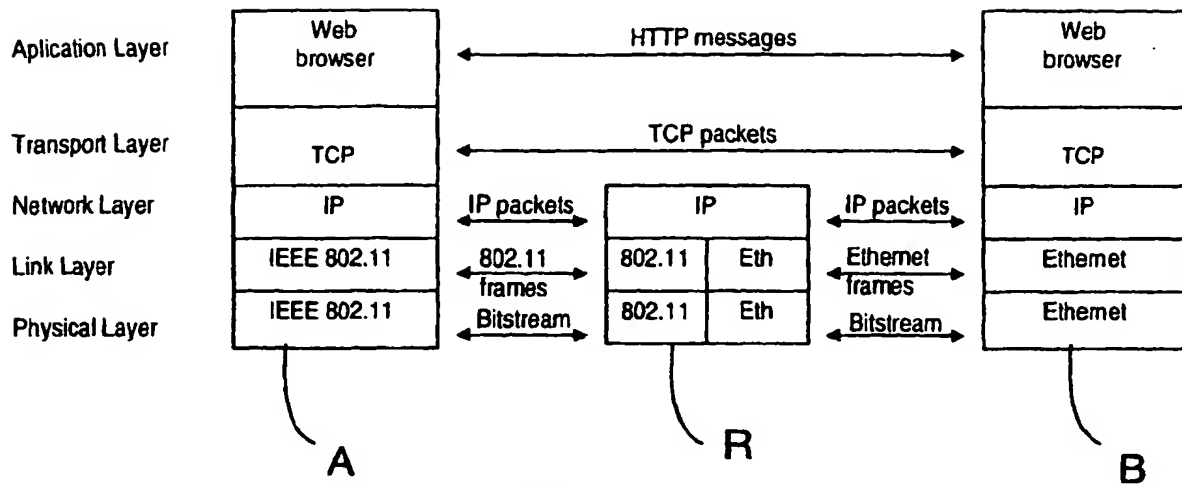 Aplication Layer
Web
browser
HTTP messages
Web
browser
Transport Layer
TCP
TCP packets
TCP
Network Layer
IP
IP packets
IP
IP packets
IP
Link Layer
IEEE 802.11
802.11
frames
802.11
Eth
Ethernet
frames
Ethernet
Physical Layer
IEEE 802.11
Bitstream
802.11
Eth
Bitstream
Ethernet
A
R
B